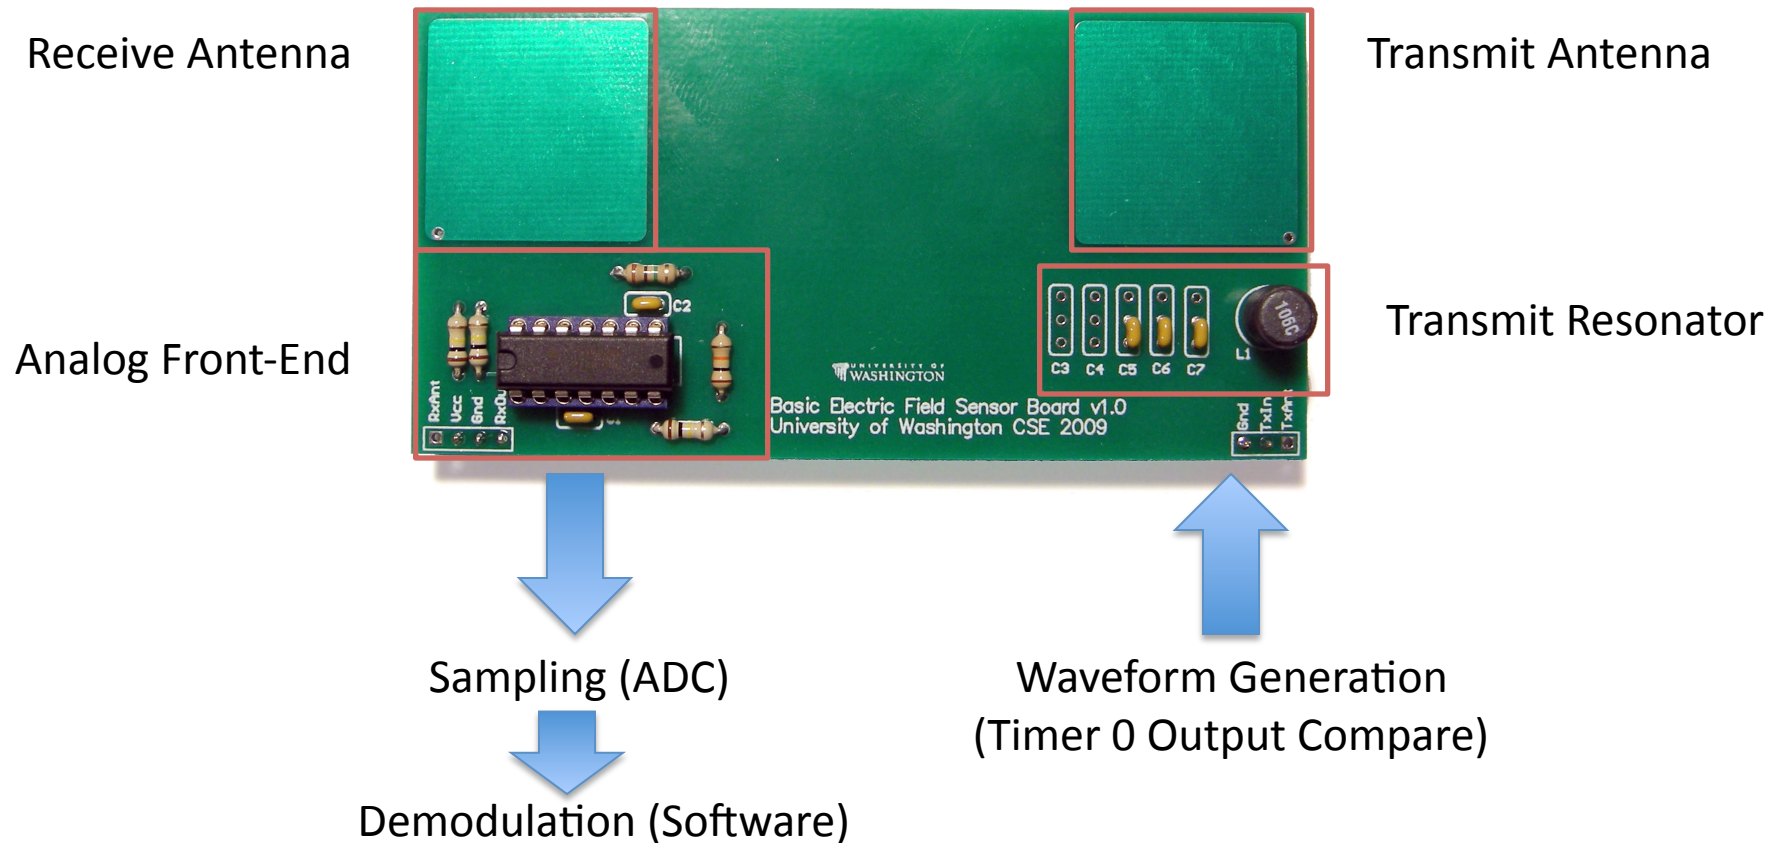 Receive Antenna
Transmit Antenna
C2
Analog Front-End
106C
Transmit Resonator
L1
C3 C4 C5 C6 C7
UNIVERSITY OF
WASHINGTON
RxAnt
Vcc
Gnd
Basic Electric Field Sensor Board v1.0
University of Washington CSE 2009
Gnd
TxIn
TxAnt
Sampling (ADC)
Waveform Generation
(Timer 0 Output Compare)
Demodulation (Software)